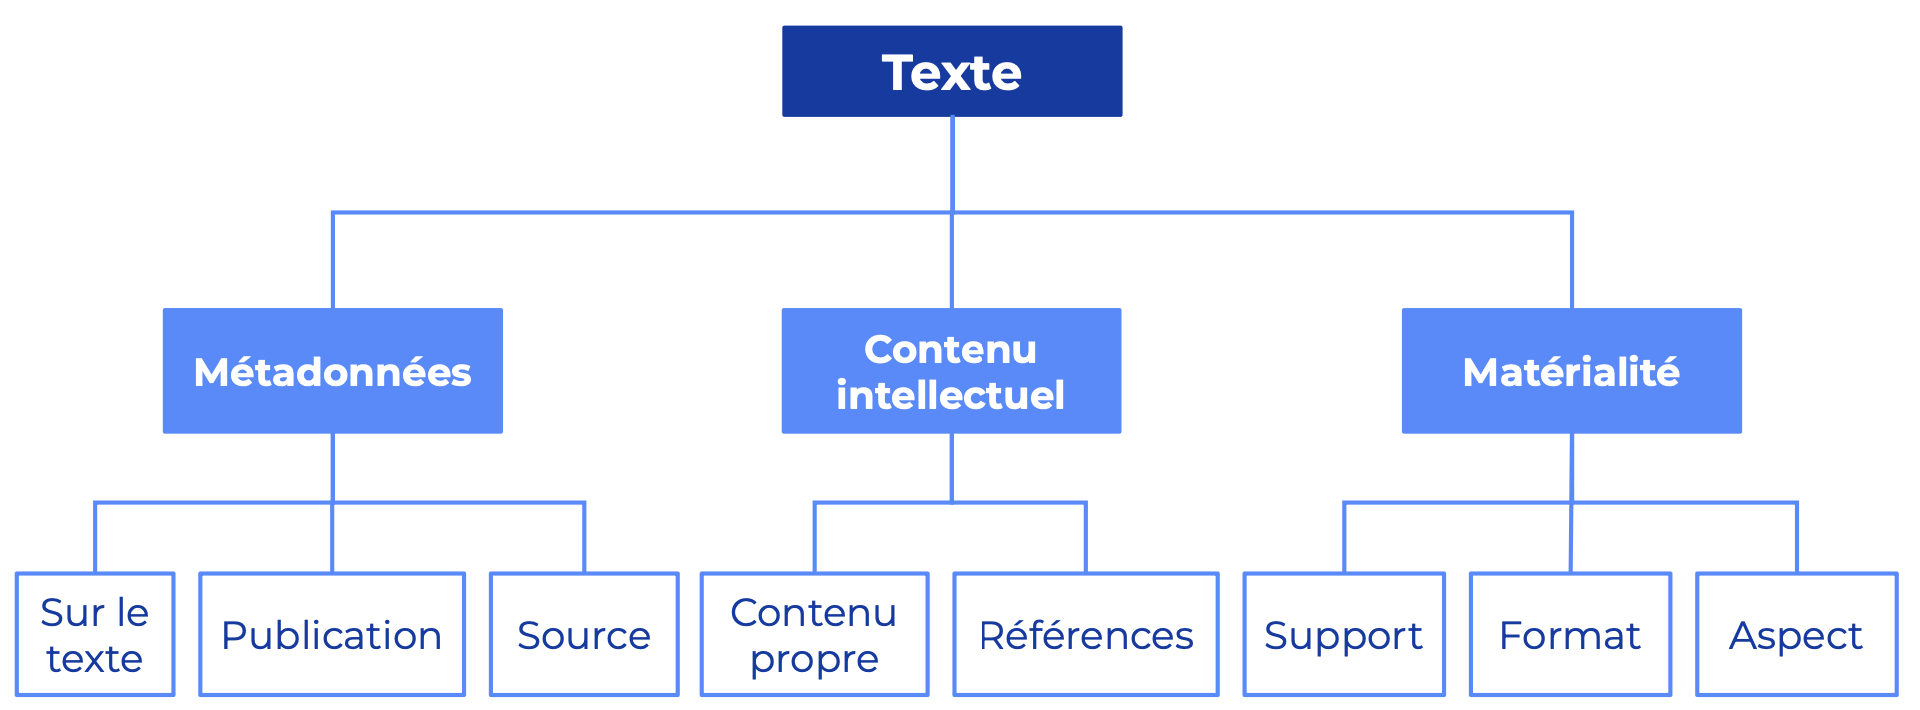 Texte
Métadonnées
Contenu
intellectuel
Matérialité
Sur le
texte
Publication
Source
Contenu
propre
Références
Support
Format
Aspect